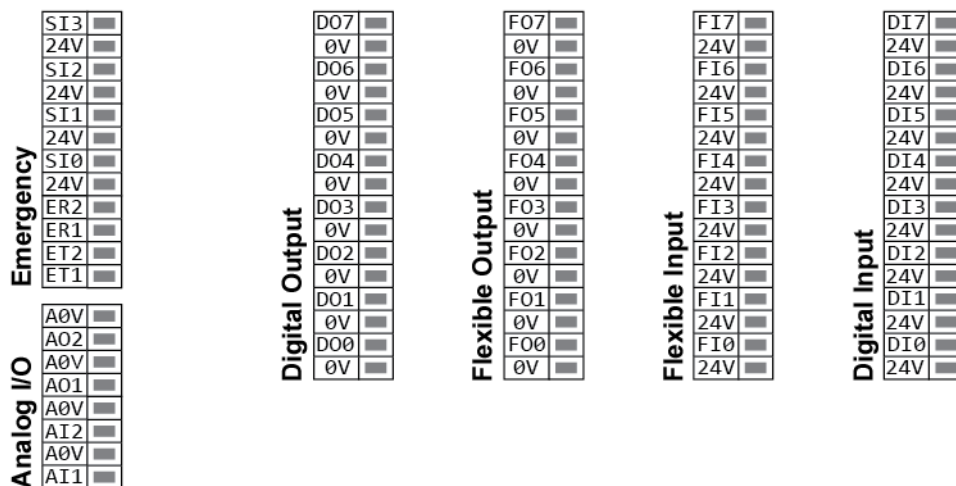 Emergency
SI3
24V
SI2
24V
SI1
24V
SI0
24V
ER2
ER1
ET2
ET1
Analog I/O
A0V
AO2
A0V
AO1
A0V
AI2
A0V
AI1
Digital Output
DO7
0V
DO6
0V
DO5
0V
DO4
0V
DO3
0V
DO2
0V
DO1
0V
DO0
0V
Flexible Output
FO7
0V
FO6
0V
FO5
0V
FO4
0V
FO3
0V
FO2
0V
FO1
0V
FO0
0V
Flexible Input
FI7
24V
FI6
24V
FI5
24V
FI4
24V
FI3
24V
FI2
24V
FI1
24V
FI0
24V
Digital Input
DI7
24V
DI6
24V
DI5
24V
DI4
24V
DI3
24V
DI2
24V
DI1
24V
DI0
24V